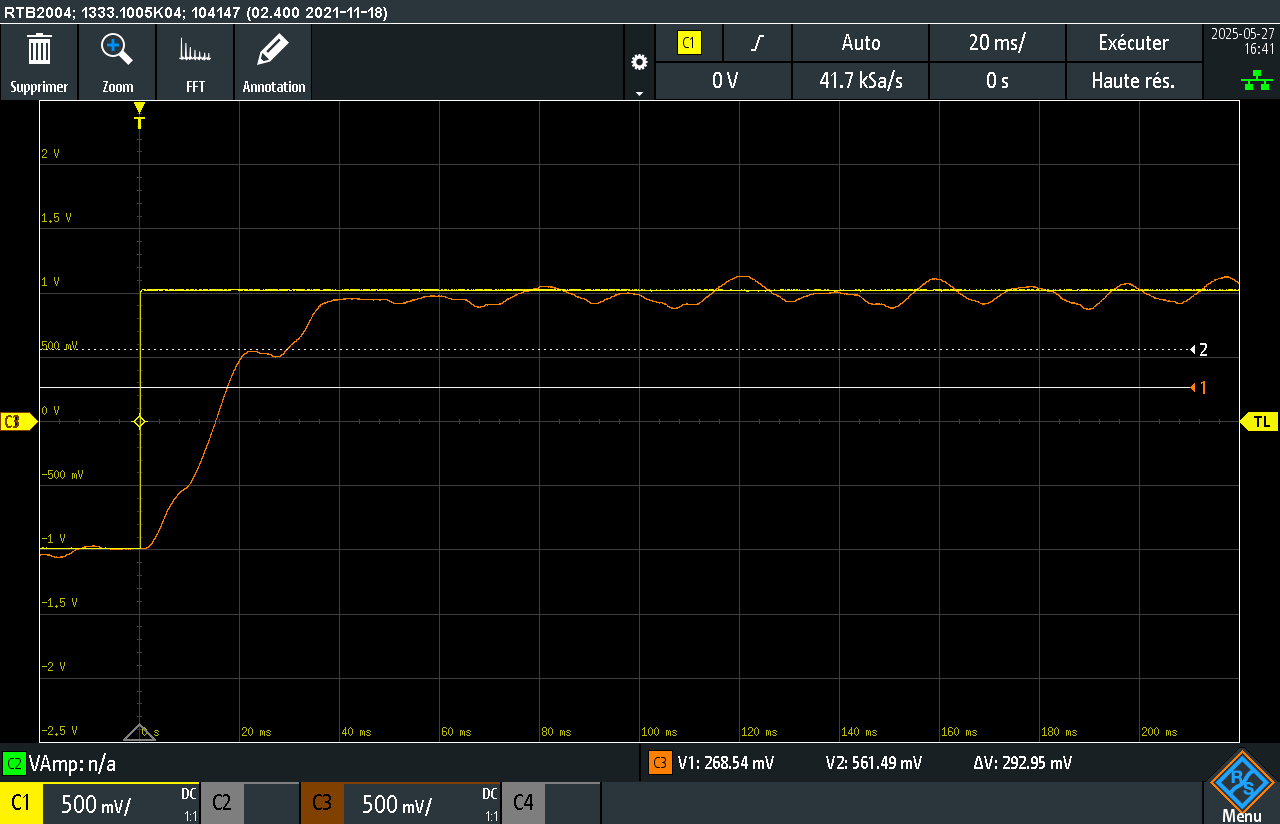 RTB2004; 1333.1005K04; 104147 (02.400 2021-11-18)
Supprimer
Zoom
FFT
Annotation
C1
Auto
20 ms/
Exécuter
0 V
41.7 kSa/s
0 s
Haute rés.
2025-05-27
16:41
T
2 V
1.5 V
1 V
500 mV
2
1
0 V
C3
TL
-500 mV
-1 V
-1.5 V
-2 V
-2.5 V
0 s
20 ms
40 ms
60 ms
80 ms
100 ms
120 ms
140 ms
160 ms
180 ms
200 ms
C2 VAmp: n/a
C3 V1: 268.54 mV V2: 561.49 mV ΔV: 292.95 mV
C1 500 mV/ DC 1:1
C2
C3 500 mV/ DC 1:1
C4
R S
Menu